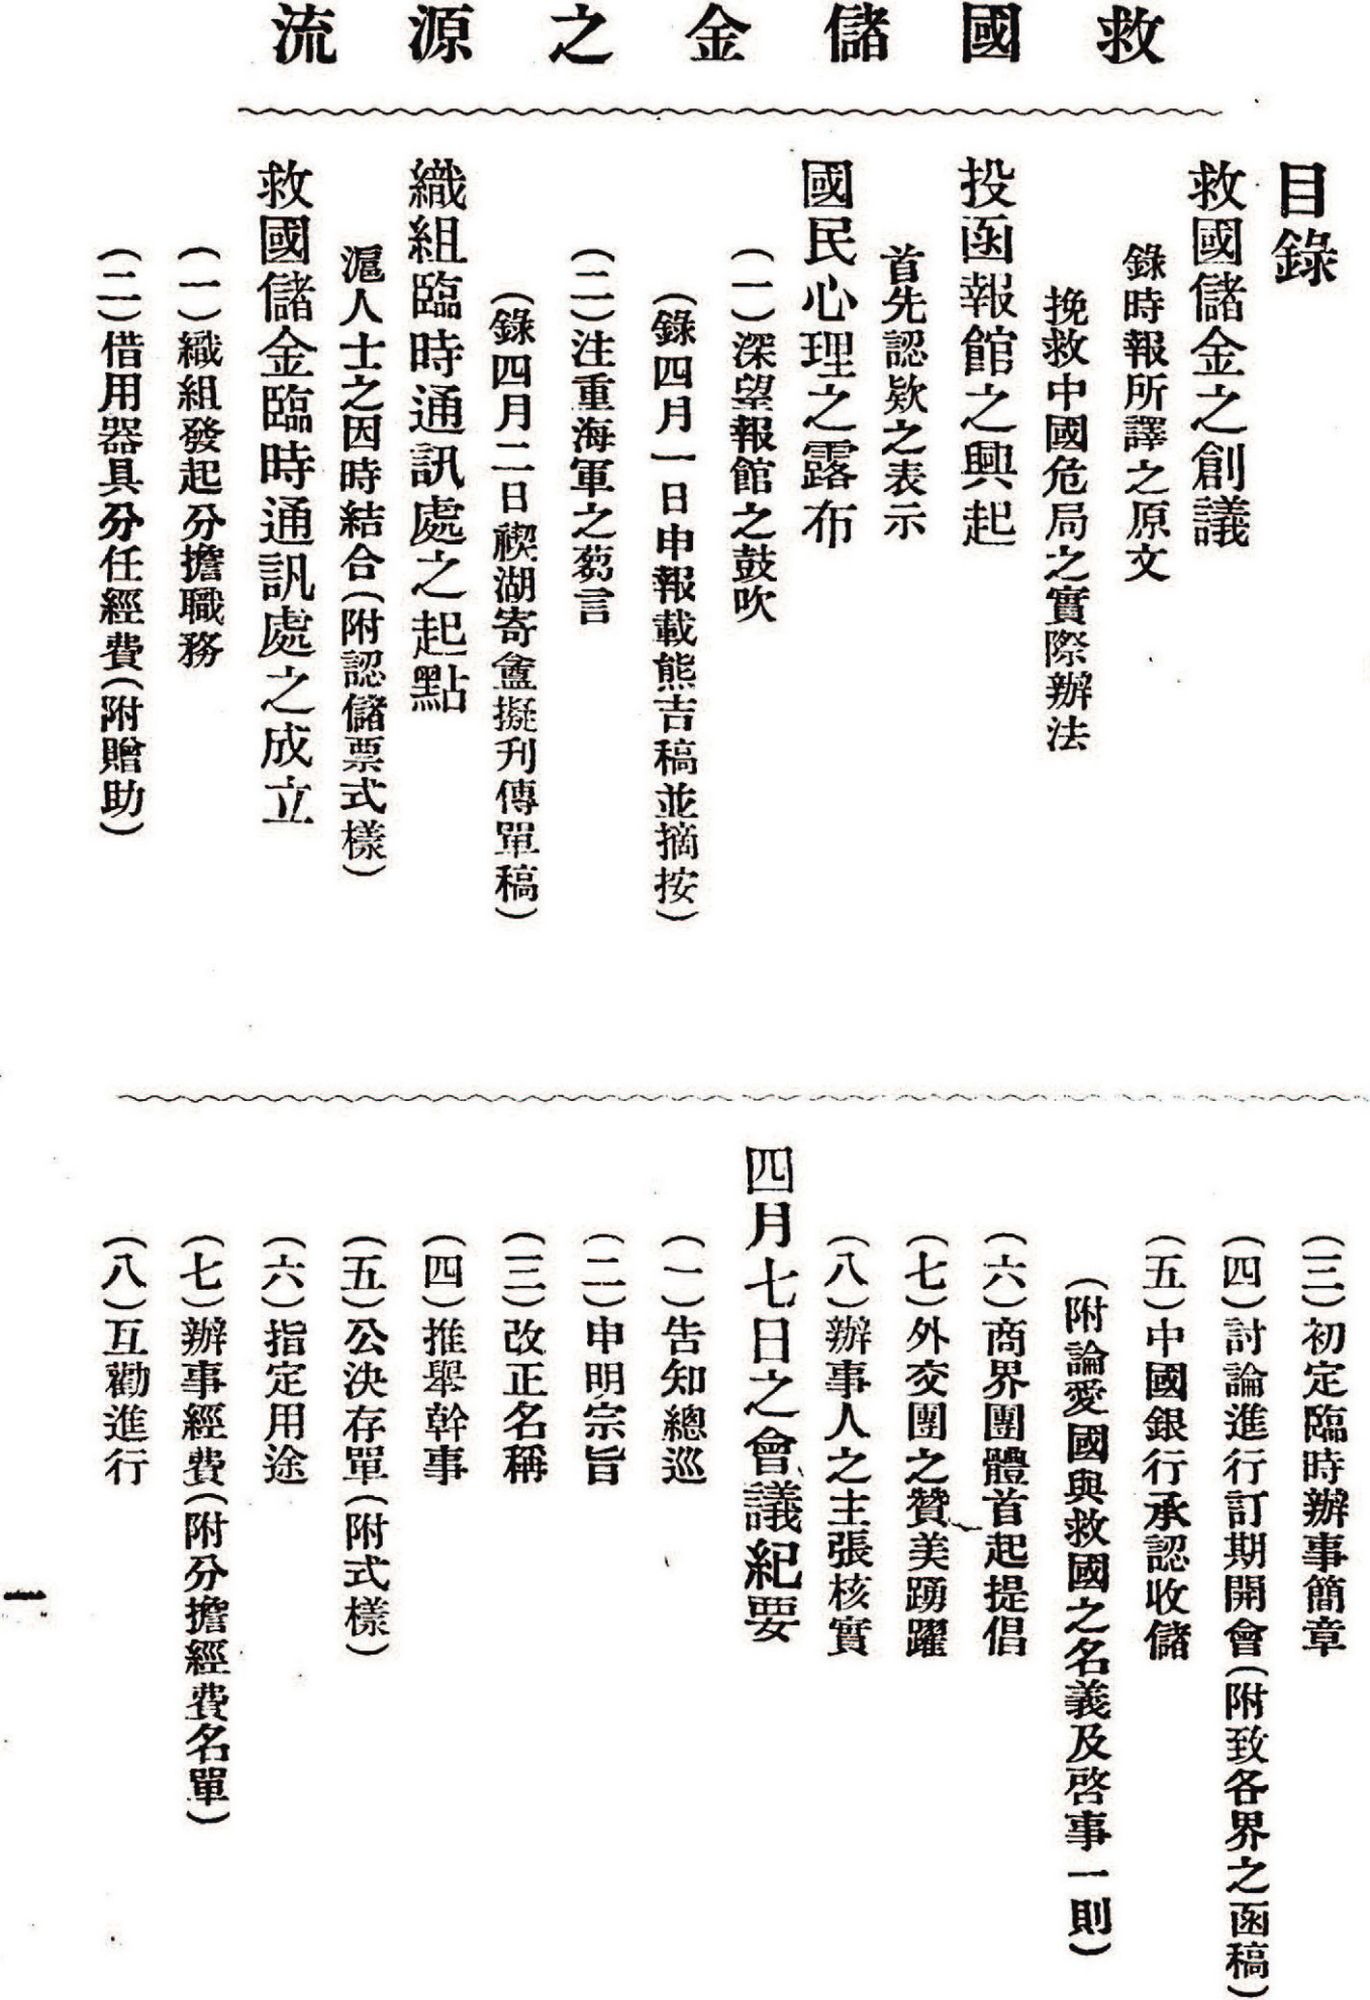 救國儲金之源流
目錄
救國儲金之創議
錄時報所譯之原文
挽救中國危局之實際辦法
投函報館之興起
首先認欵之表示
國民心理之露布
(一)深望報館之鼓吹
(錄四月一日申報載熊吉稿並摘按)
(二)注重海軍之蒭言
(錄四月二日禊湖寄盦擬刋傳單稿)
織組臨時通訊處之起點
滬人士之因時結合(附認儲票式樣)
救國儲金臨時通訊處之成立
(一)織組發起分擔職務
(二)借用器具分任經費(附贈助)
(三)初定臨時辦事簡章
(四)討論進行訂期開會(附致各界之函稿)
(五)中國銀行承認收儲
(附論愛國與救國之名義及啓事一則)
(六)商界團體首起提倡
(七)外交團之贊美踴躍
(八)辦事人之主張核實
四月七日之會議紀要
(一)告知總巡
(二)申明宗旨
(三)改正名稱
(四)推舉幹事
(五)公決存單(附式樣)
(六)指定用途
(七)辦事經費(附分擔經費名單)
(八)互勸進行
一